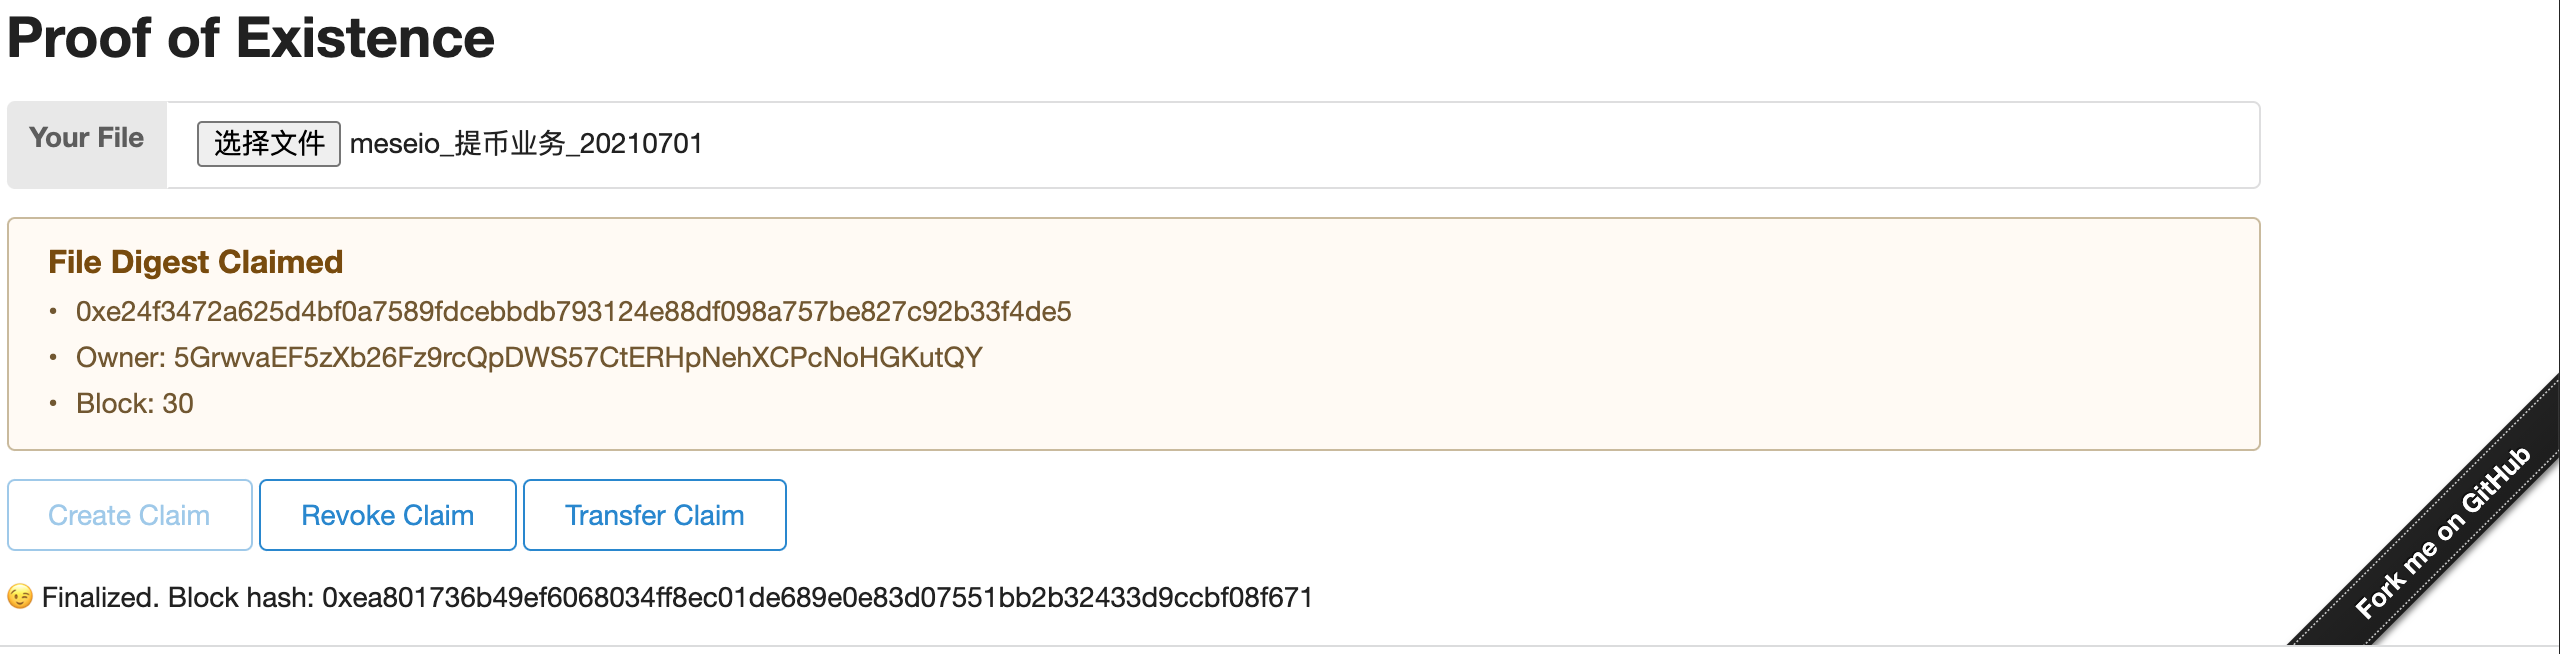 Proof of Existence
Your File
选择文件 meseio_提币业务_20210701
File Digest Claimed
• 0xe24f3472a625d4bf0a7589fdcebbdb793124e88df098a757be827c92b33f4de5
• Owner: 5GrwvaEF5zXb26Fz9rcQpDWS57CtERHpNehXCPcNoHGKutQY
• Block: 30
Create Claim Revoke Claim Transfer Claim
😉 Finalized. Block hash: 0xea801736b49ef6068034ff8ec01de689e0e83d07551bb2b32433d9ccbf08f671
Fork me on GitHub